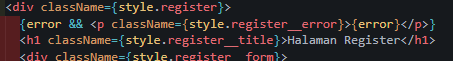 <div className={style.register}>
{error && <p className={style.register__error}>{error}</p>}
<h1 className={style.register__title}>Halaman Register</h1>
<div className={style.register__form}>